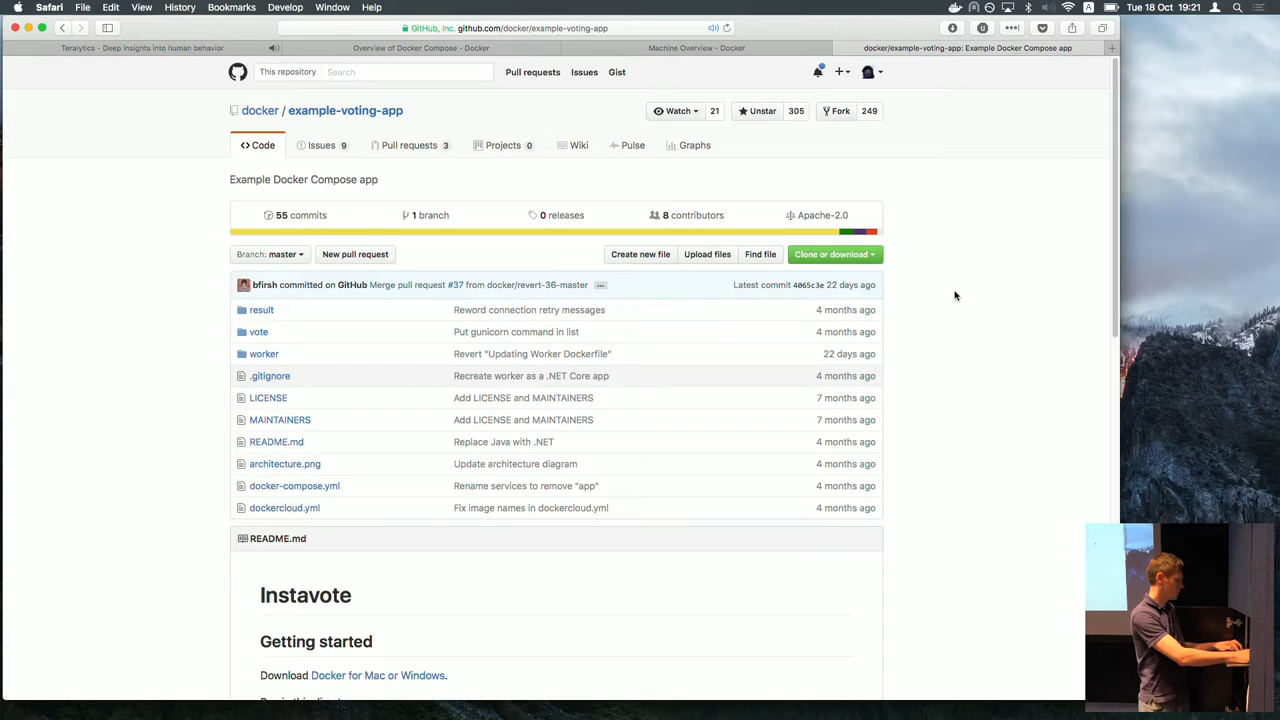 Safari File Edit View History Bookmarks Develop Window Help
A Tue 18 Oct 19:21
GitHub, Inc. github.com/docker/example-voting-app
Teralytics - Deep insights into human behavior
Overview of Docker Compose - Docker
Machine Overview - Docker
docker/example-voting-app: Example Docker Compose app
This repository Search Pull requests Issues Gist
docker / example-voting-app Watch 21 Unstar 305 Fork 249
Code Issues 9 Pull requests 3 Projects 0 Wiki Pulse Graphs
Example Docker Compose app
55 commits 1 branch 0 releases 8 contributors Apache-2.0
Branch: master New pull request Create new file Upload files Find file Clone or download
bfirsh committed on GitHub Merge pull request #37 from docker/revert-36-master ... Latest commit 4065c3e 22 days ago
result Reword connection retry messages 4 months ago
vote Put gunicorn command in list 4 months ago
worker Revert "Updating Worker Dockerfile" 22 days ago
.gitignore Recreate worker as a .NET Core app 4 months ago
LICENSE Add LICENSE and MAINTAINERS 7 months ago
MAINTAINERS Add LICENSE and MAINTAINERS 7 months ago
README.md Replace Java with .NET 4 months ago
architecture.png Update architecture diagram 4 months ago
docker-compose.yml Rename services to remove "app" 4 months ago
dockercloud.yml Fix image names in dockercloud.yml 4 months ago
README.md
Instavote
Getting started
Download Docker for Mac or Windows.